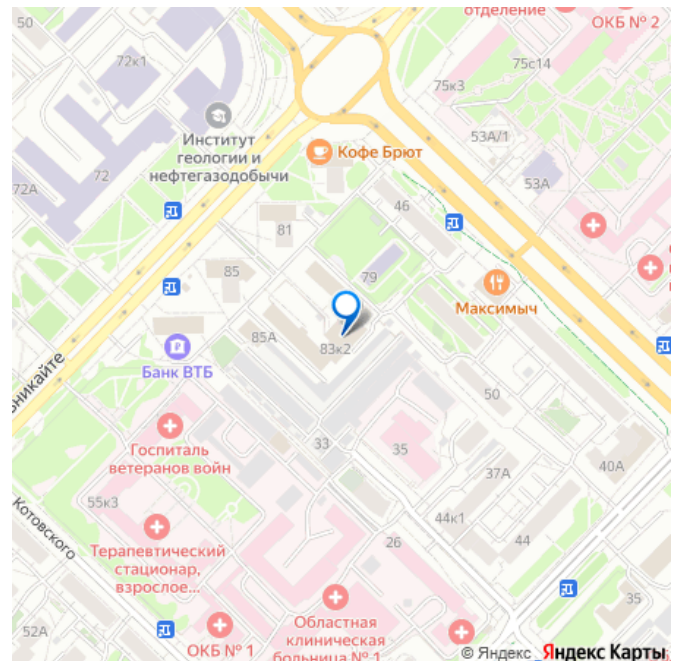 50
отделение
ОКБ № 2
72к1
75с14
75к3
Институт
геологии и
нефтегазодобычи
Кофе Брют
53А/1
72
72А
53А
46
81
85
79
Максимыч
85А
83к2
Банк ВТБ
50
33
35
Госпиталь
ветеранов войн
37А
40А
55к3
44к1
Котовского
26
44
Терапевтический
стационар,
взрослое...
35
Областная
клиническая
больница № 1
52А
ОКБ № 1
© Яндекс Яндекс Карты